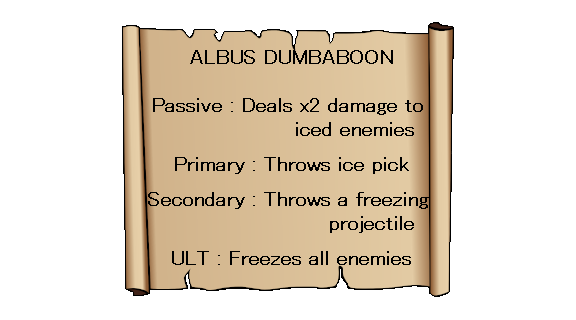 ALBUS DUMBABOON
Passive : Deals x2 damage to
iced enemies
Primary : Throws ice pick
Secondary : Throws a freezing
projectile
ULT : Freezes all enemies